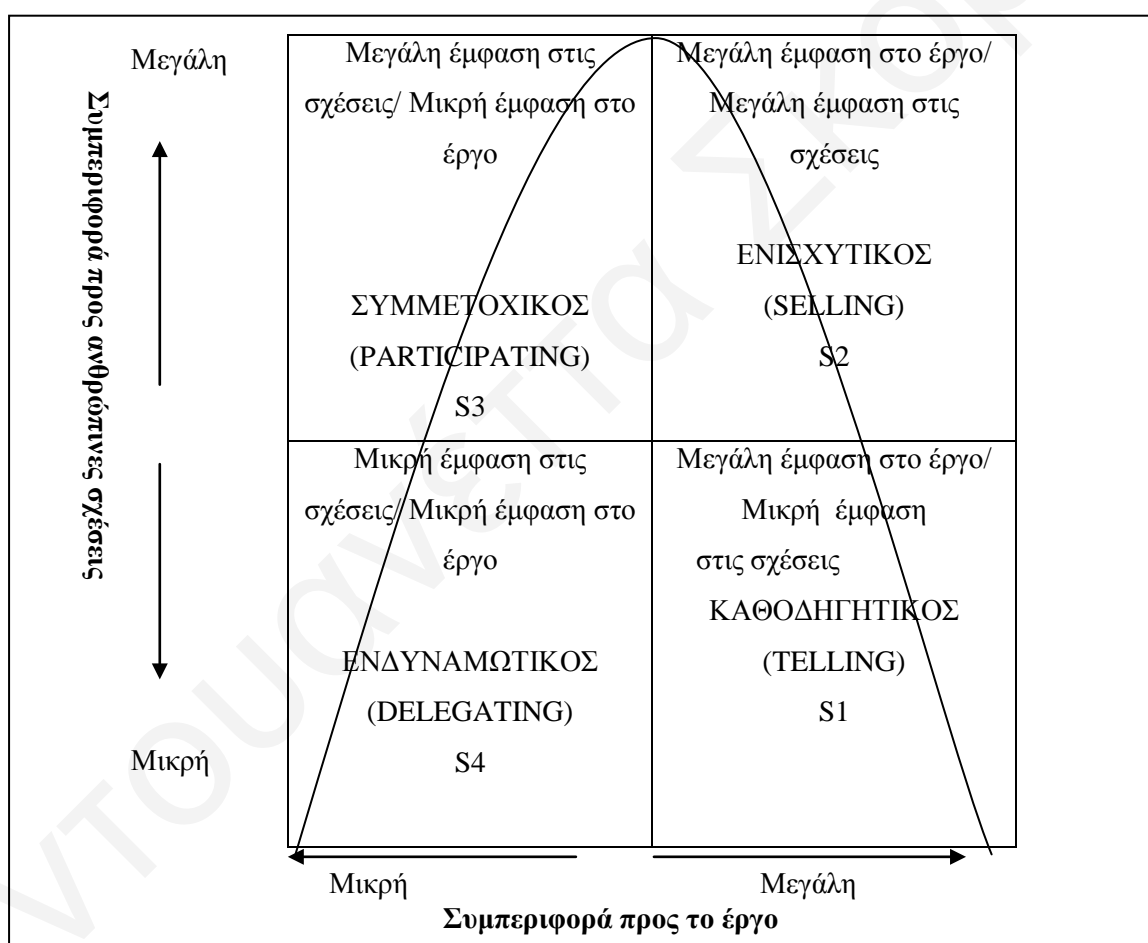 Μεγάλη
Μικρή
Συμπεριφορά προς ανθρώπινες σχέσεις
Μεγάλη έμφαση στις
σχέσεις/ Μικρή έμφαση στο
έργο
ΣΥΜΜΕΤΟΧΙΚΟΣ
(PARTICIPATING)
S3
Μεγάλη έμφαση στο έργο/
Μεγάλη έμφαση στις
σχέσεις
ΕΝΙΣΧΥΤΙΚΟΣ
(SELLING)
S2
Μικρή έμφαση στις
σχέσεις/ Μικρή έμφαση στο
έργο
ΕΝΔΥΝΑΜΩΤΙΚΟΣ
(DELEGATING)
S4
Μεγάλη έμφαση στο έργο/
Μικρή έμφαση
στις σχέσεις
ΚΑΘΟΔΗΓΗΤΙΚΟΣ
(TELLING)
S1
Μικρή
Μεγάλη
Συμπεριφορά προς το έργο
ντουανέττα